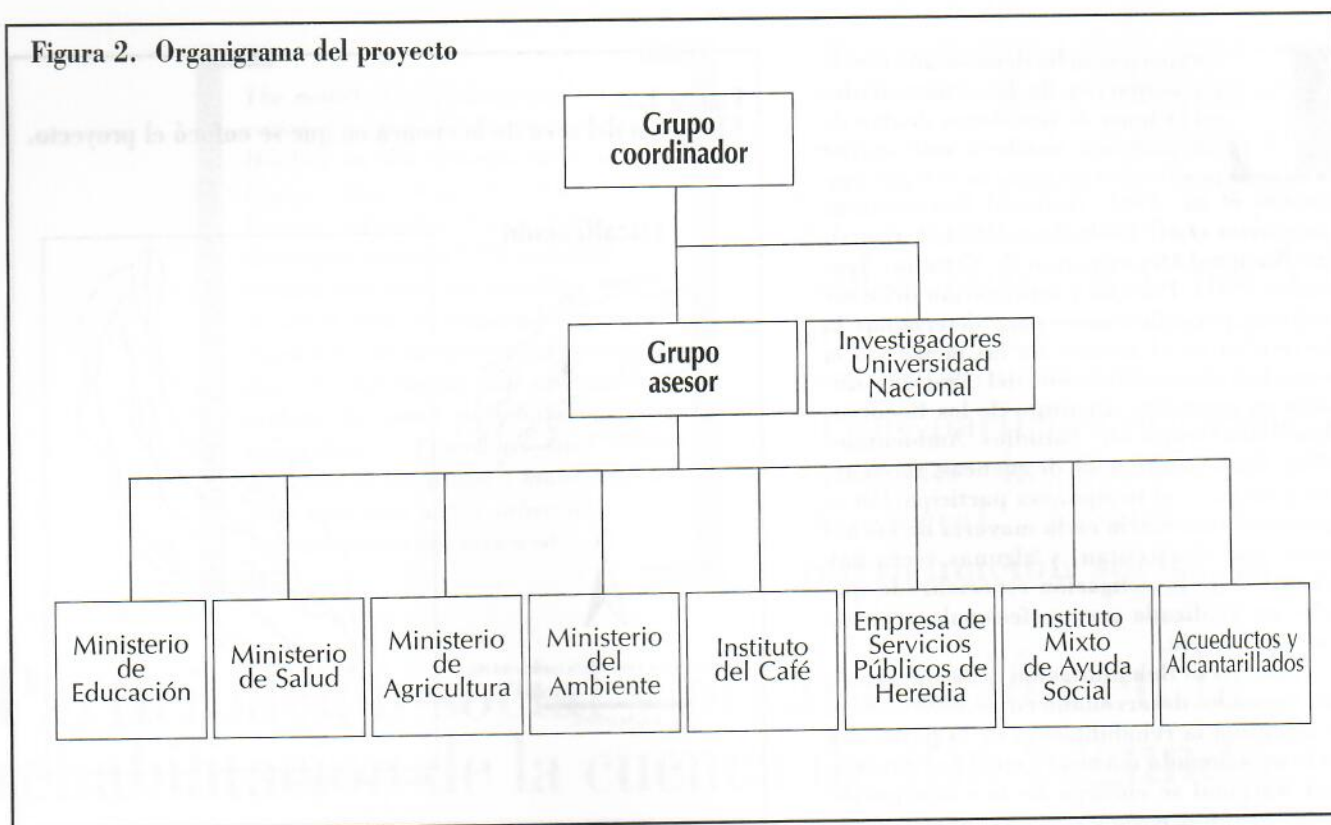 Figura 2. Organigrama del proyecto
Grupo
coordinador
Grupo
asesor
Investigadores
Universidad
Nacional
Ministerio
de
Educación
Ministerio
de Salud
Ministerio
de
Agricultura
Ministerio
del
Ambiente
Instituto
del Café
Empresa de
Servicios
Públicos de
Heredia
Instituto
Mixto
de Ayuda
Social
Acueductos y
Alcantarillados